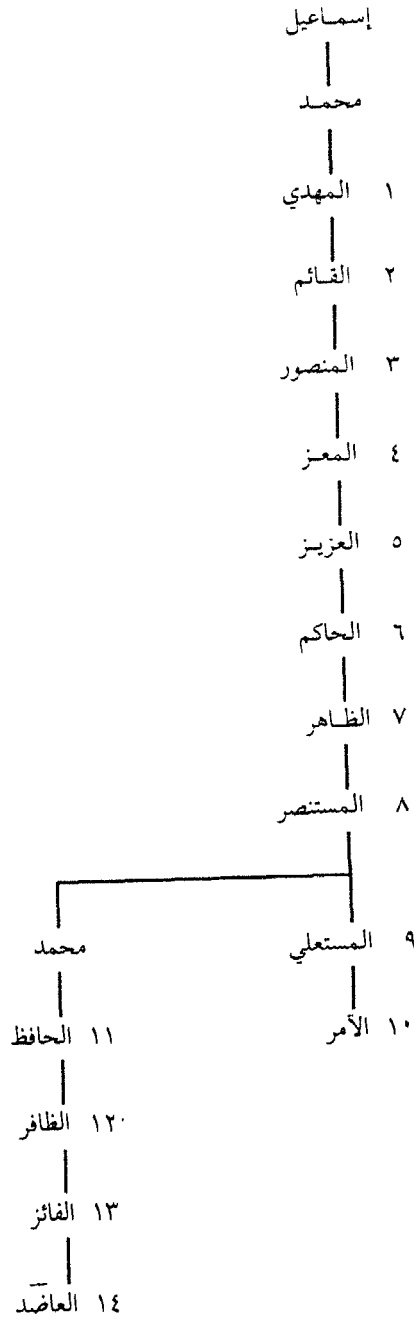 إسماعيل
محمد
١ المهدي
٢ القائم
٣ المنصور
٤ المعز
٥ العزيز
٦ الحاكم
٧ الظاهر
٨ المستنصر
٩ المستعلي
محمد
١٠ الآمر
١١ الحافظ
١٢ الظافر
١٣ الفائز
١٤ العاضد